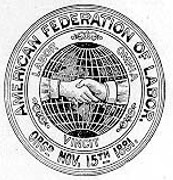 AMERICAN FEDERATION OF LABOR.
LABOR OMNIA
VINCIT
ORGD. NOV. 15TH 1881.